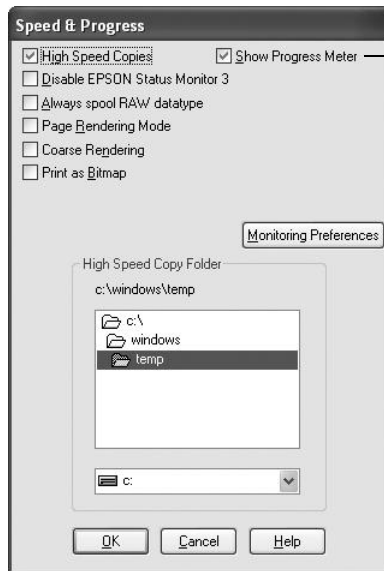 Speed & Progress
High Speed Copies
Show Progress Meter
Disable EPSON Status Monitor 3
Always spool RAW datatype
Page Rendering Mode
Coarse Rendering
Print as Bitmap
Monitoring Preferences
High Speed Copy Folder
c:\windows\temp
c:\
windows
temp
c:
OK
Cancel
Help